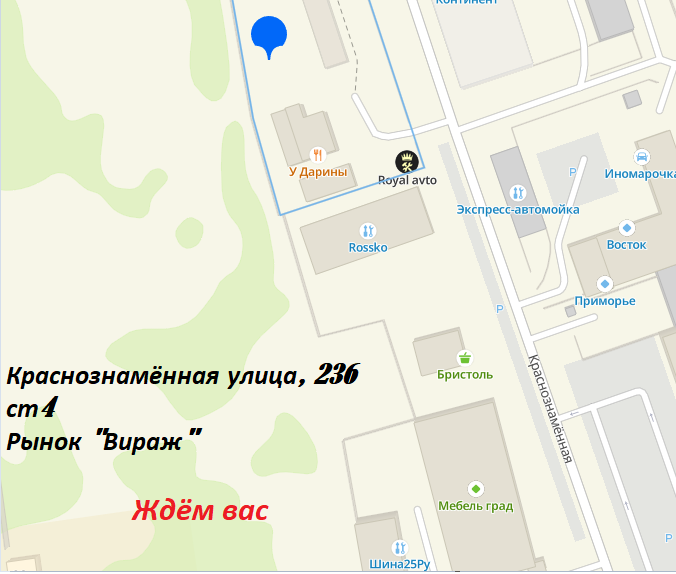 Континент
У Дарины
Royal avto
Rossko
Экспресс-автомойка
P
Иномарочка
Восток
Приморье
P
Бристоль
Краснознамённая
Краснознамённая улица, 236
ст4
Рынок "Вираж"
Ждём вас
Мебель град
P
Шина25Ру